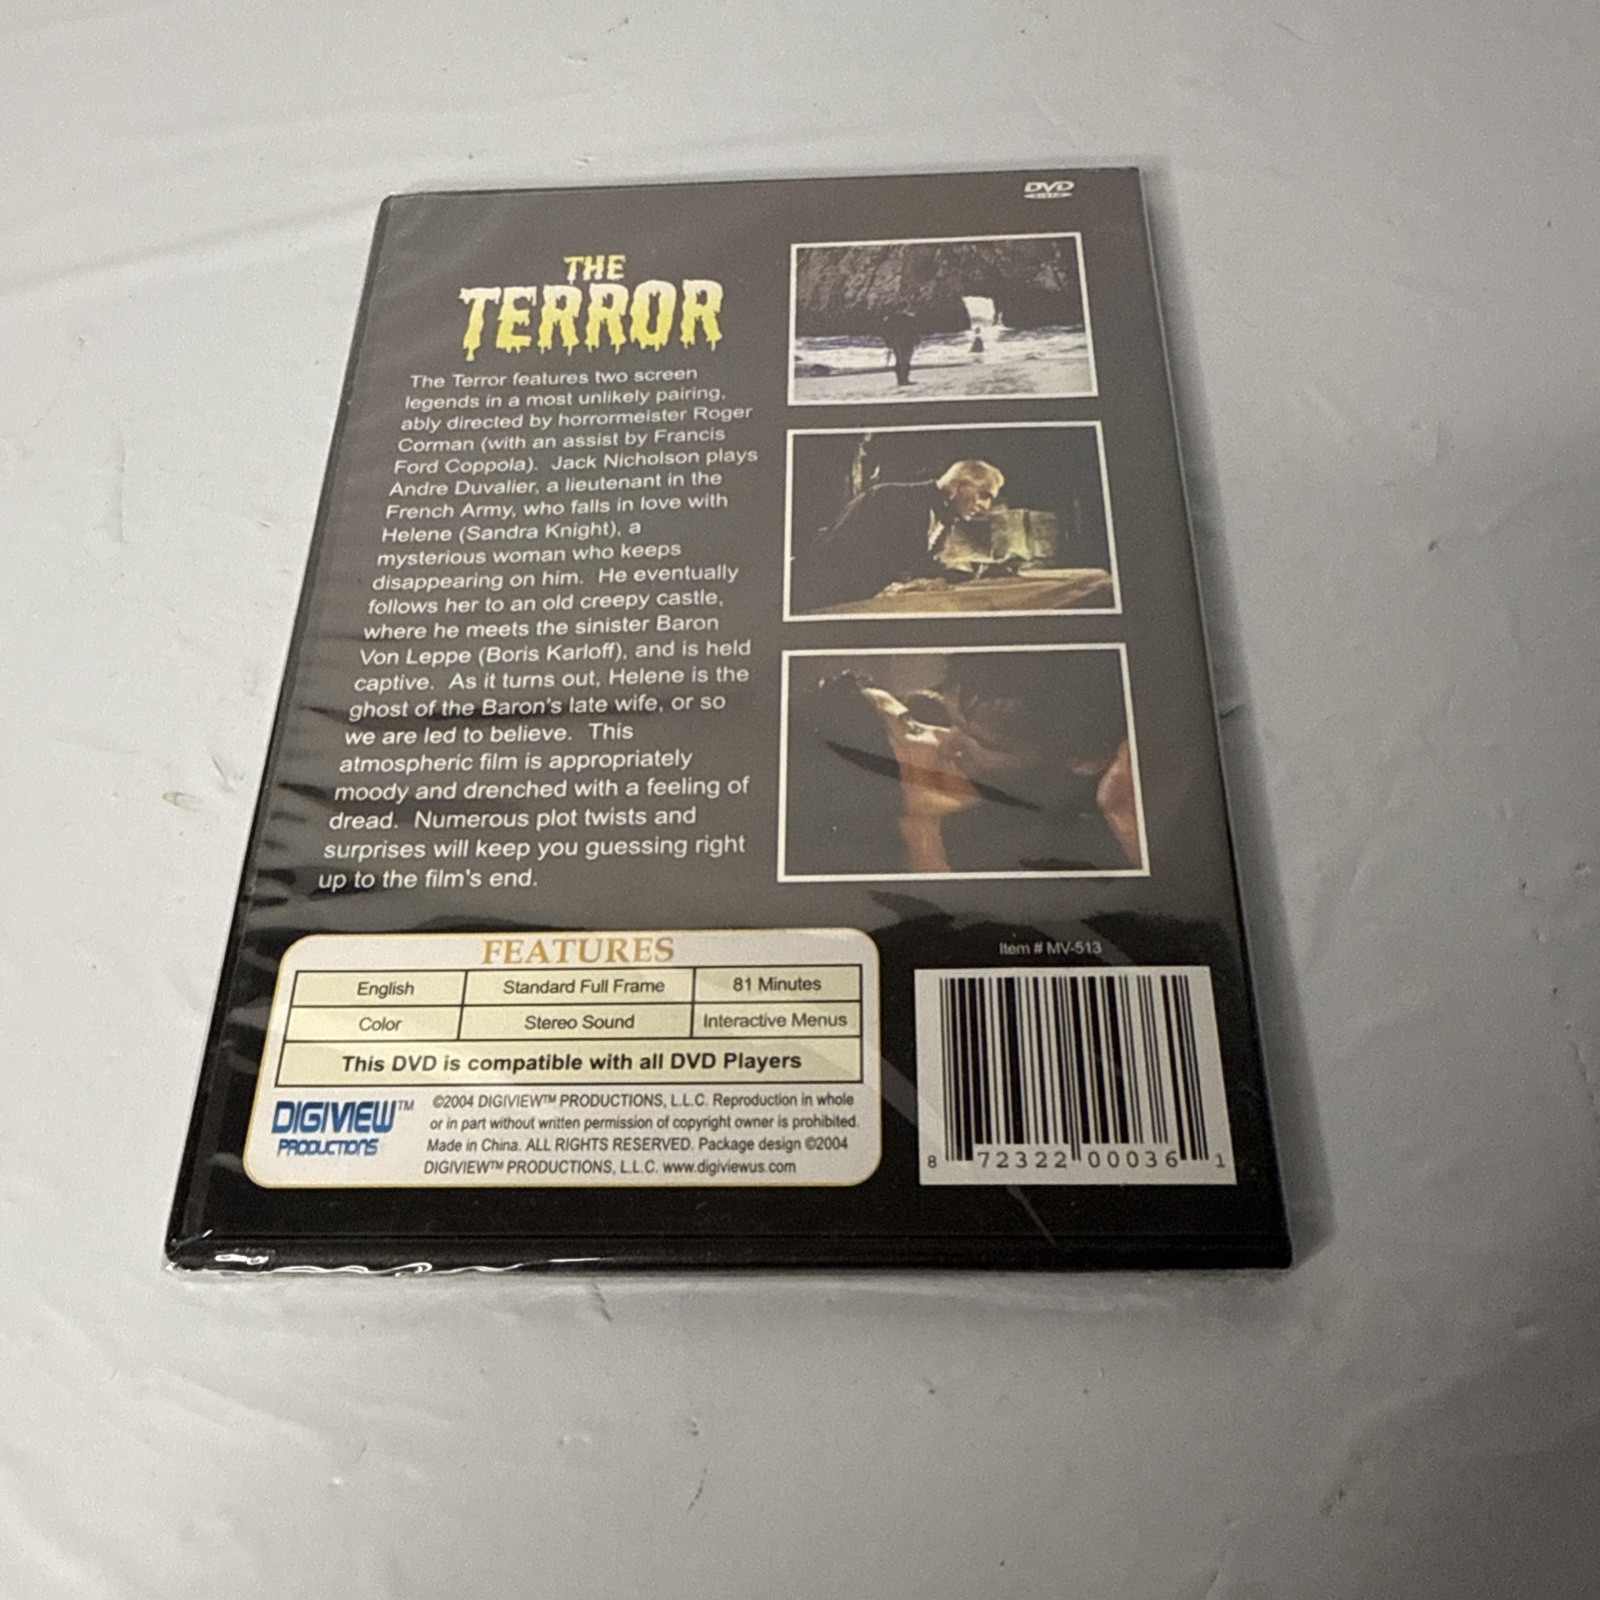 DVD
VIDEO
THE
TERROR
The Terror features two screen
legends in a most unlikely pairing,
ably directed by horrormeister Roger
Corman (with an assist by Francis
Ford Coppola).  Jack Nicholson plays
Andre Duvalier, a lieutenant in the
French Army, who falls in love with
Helene (Sandra Knight), a
mysterious woman who keeps
disappearing on him.  He eventually
follows her to an old creepy castle,
where he meets the sinister Baron
Von Leppe (Boris Karloff), and is held
captive.  As it turns out, Helene is the
ghost of the Baron's late wife, or so
we are led to believe.  This
atmospheric film is appropriately
moody and drenched with a feeling of
dread.  Numerous plot twists and
surprises will keep you guessing right
up to the film's end.
FEATURES
English Standard Full Frame 81 Minutes
Color Stereo Sound Interactive Menus
This DVD is compatible with all DVD Players
DIGIVIEW™
PRODUCTIONS
©2004 DIGIVIEW™ PRODUCTIONS, L.L.C. Reproduction in whole
or in part without written permission of copyright owner is prohibited.
Made in China. ALL RIGHTS RESERVED. Package design ©2004
DIGIVIEW™ PRODUCTIONS, L.L.C. www.digiviewus.com
Item # MV-513
8 72322 00036 1